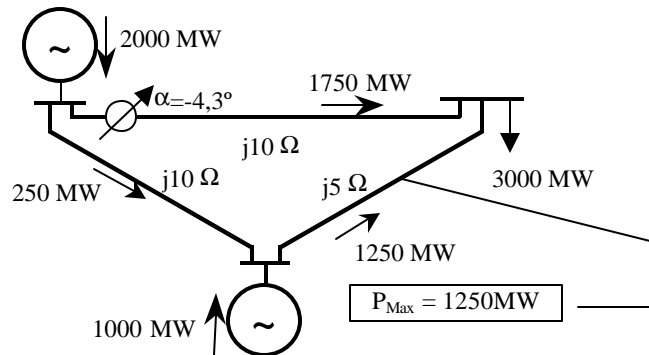 2000 MW
α=-4,3º
1750 MW
j10 Ω
j10 Ω
j5 Ω
3000 MW
250 MW
1250 MW
P_Max = 1250MW
1000 MW
~
~